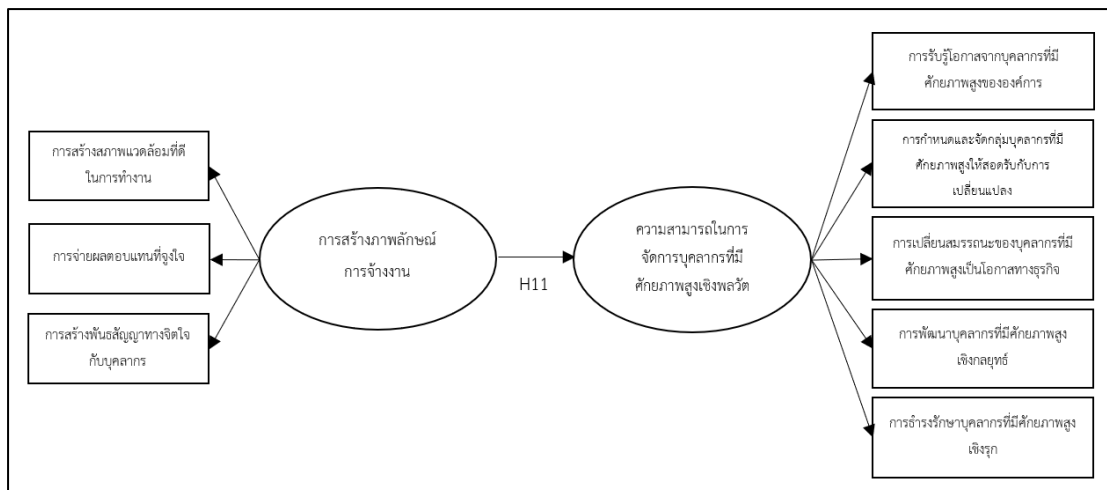 การสร้างสภาพแวดล้อมที่ดี
ในการทำงาน
การจ่ายผลตอบแทนที่จูงใจ
การสร้างพันธสัญญาทางจิตใจ
กับบุคลากร
การสร้างภาพลักษณ์
การจ้างงาน
H11
ความสามารถในการ
จัดการบุคลากรที่มี
ศักยภาพสูงเชิงพลวัต
การรับรู้โอกาสจากบุคลากรที่มี
ศักยภาพสูงขององค์การ
การกำหนดและจัดกลุ่มบุคลากรที่มี
ศักยภาพสูงให้สอดรับกับการ
เปลี่ยนแปลง
การเปลี่ยนสมรรถนะของบุคลากรที่มี
ศักยภาพสูงเป็นโอกาสทางธุรกิจ
การพัฒนาบุคลากรที่มีศักยภาพสูง
เชิงกลยุทธ์
การธำรงรักษาบุคลากรที่มีศักยภาพสูง
เชิงรุก